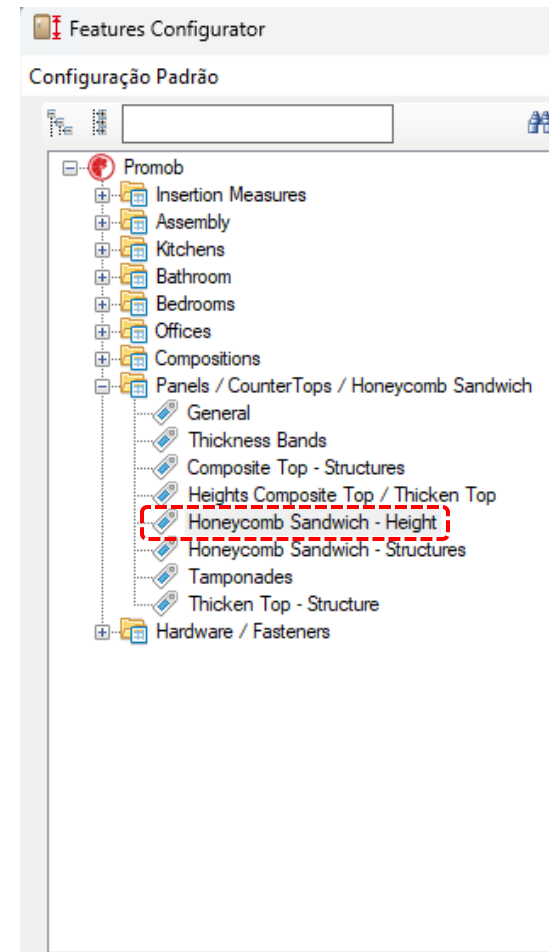 Features Configurator
Configuração Padrão
Promob
Insertion Measures
Assembly
Kitchens
Bathroom
Bedrooms
Offices
Compositions
Panels / CounterTops / Honeycomb Sandwich
General
Thickness Bands
Composite Top - Structures
Heights Composite Top / Thicken Top
Honeycomb Sandwich - Height
Honeycomb Sandwich - Structures
Tamponades
Thicken Top - Structure
Hardware / Fasteners